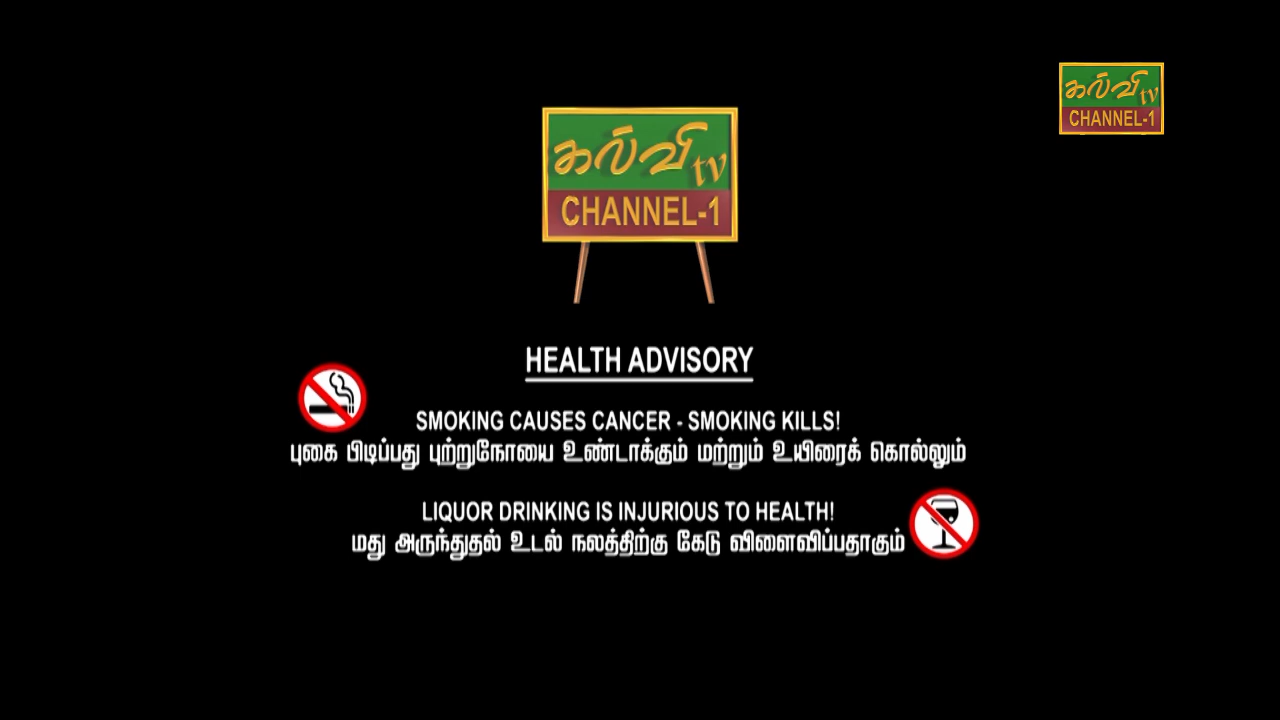 கல்வி tv
CHANNEL-1
கல்வி tv
CHANNEL-1
HEALTH ADVISORY
SMOKING CAUSES CANCER - SMOKING KILLS!
புகை பிடிப்பது புற்றுநோயை உண்டாக்கும் மற்றும் உயிரைக் கொல்லும்
LIQUOR DRINKING IS INJURIOUS TO HEALTH!
மது அருந்துதல் உடல் நலத்திற்கு கேடு விளைவிப்பதாகும்